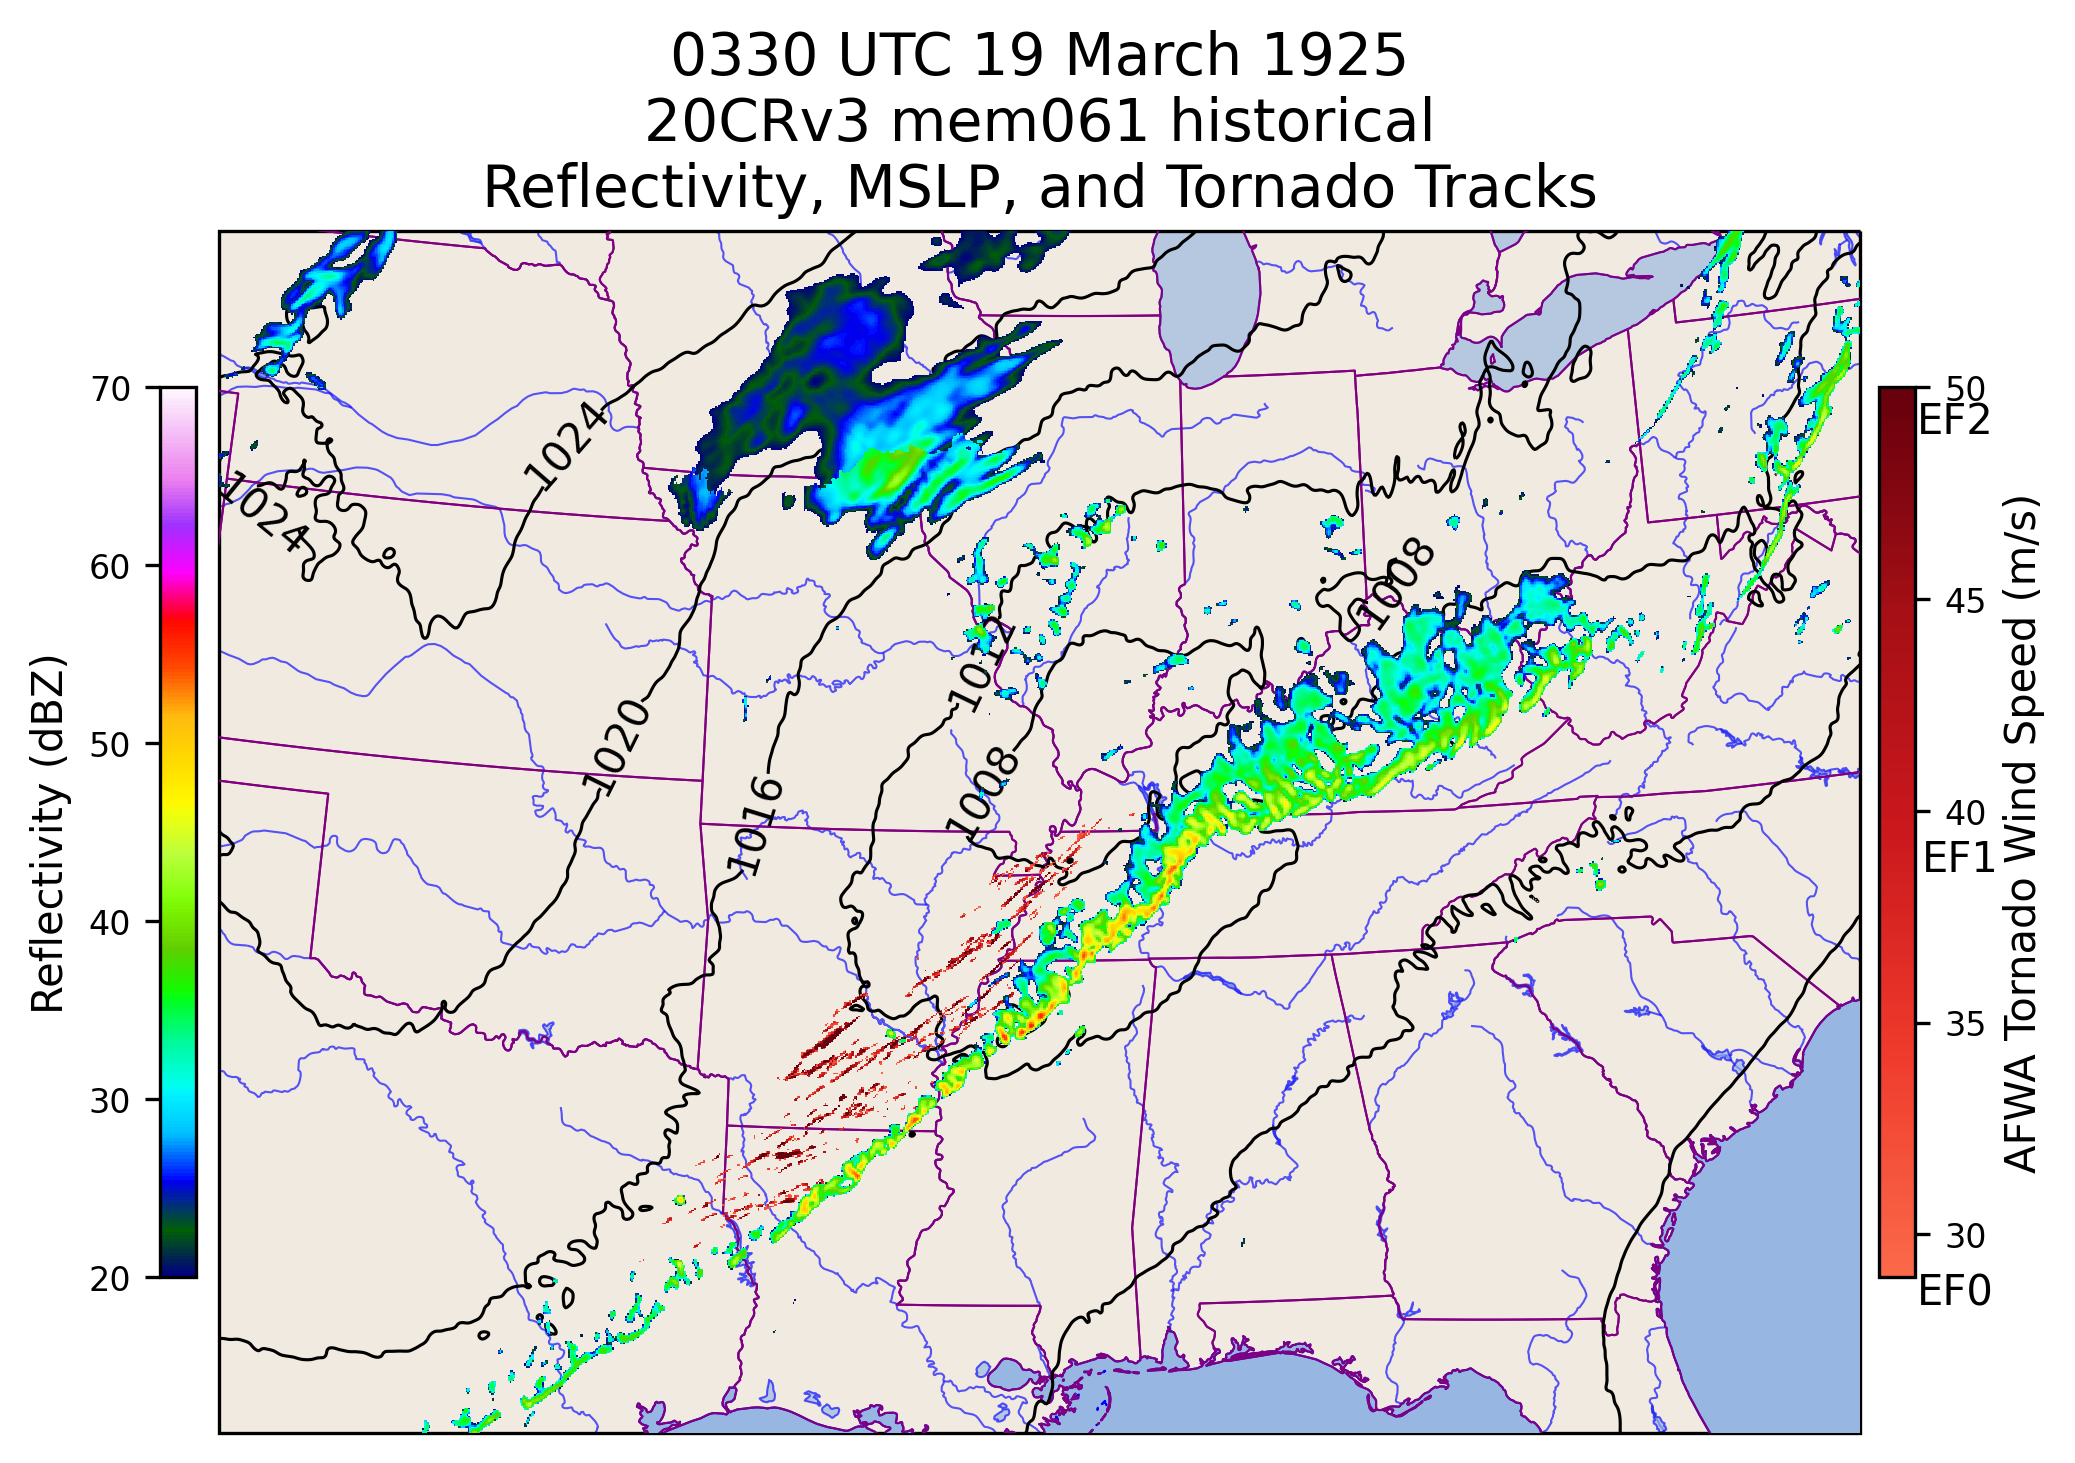 0330 UTC 19 March 1925
20CRv3 mem061 historical
Reflectivity, MSLP, and Tornado Tracks
Reflectivity (dBZ)
70
60
50
40
30
20
1024
1024
1020
1016
1012
1008
1008
50
EF2
45
40
EF1
35
30
EF0
AFWA Tornado Wind Speed (m/s)